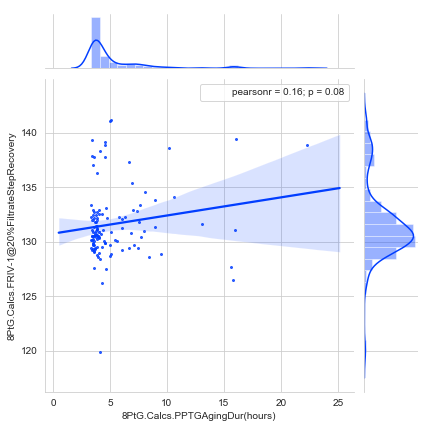 pearsonr = 0.16; p = 0.08
8PtG.Calcs.FRIV-1@20%FiltrateStepRecovery
140
135
130
125
120
0 5 10 15 20 25
8PtG.Calcs.PPTGAgingDur(hours)